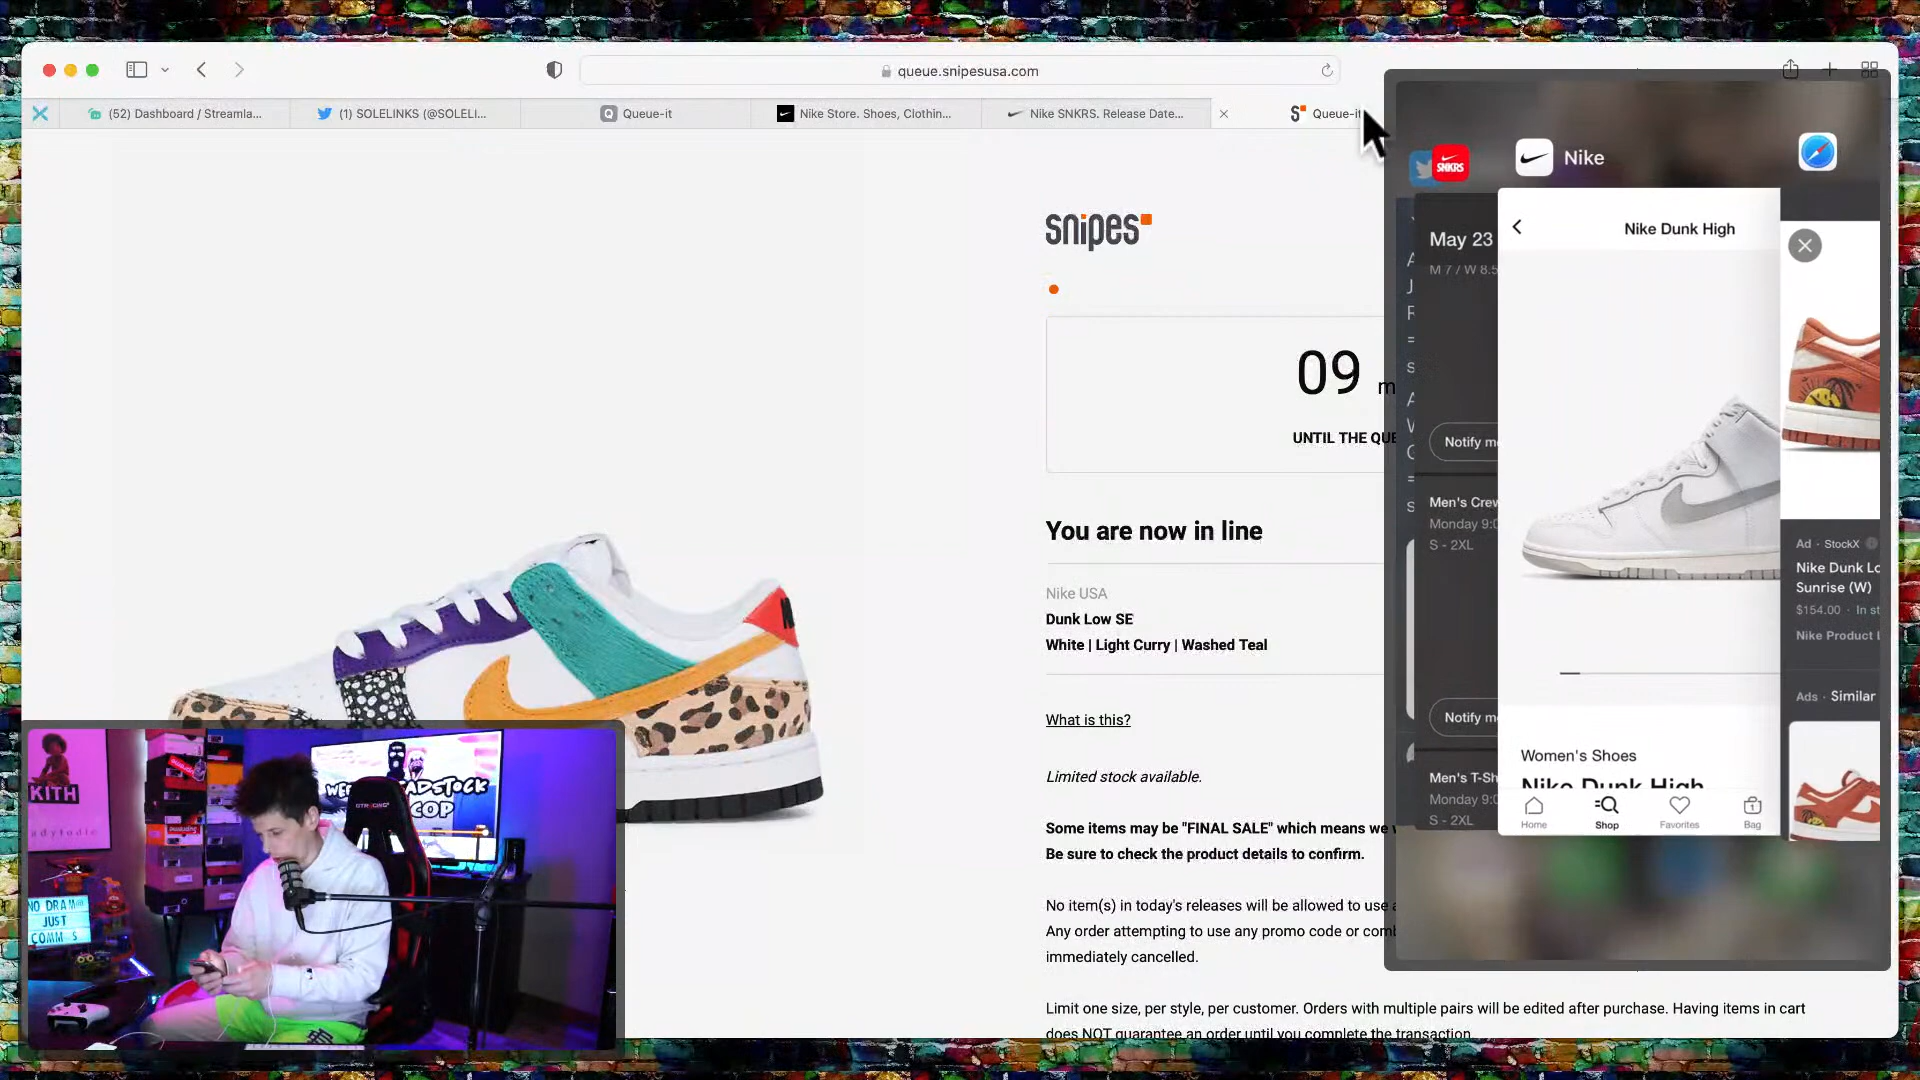 queue.snipesusa.com
(52) Dashboard / Streamla...
(1) SOLELINKS (@SOLELI...
Queue-it
Nike Store. Shoes, Clothin...
Nike SNKRS. Release Date...
Queue-it
snipes
09
UNTIL THE QUE
You are now in line
Nike USA
Dunk Low SE
White | Light Curry | Washed Teal
What is this?
Limited stock available.
Some items may be "FINAL SALE" which means we
Be sure to check the product details to confirm.
No item(s) in today's releases will be allowed to use
Any order attempting to use any promo code or
immediately cancelled.
Limit one size, per style, per customer. Orders with multiple pairs will be edited after purchase. Having items in cart
does NOT guarantee an order until you complete the transaction.
SNKRS
Nike
May 23
M 7 / W 8.5
Notify
Men's Crew
Monday 9:0
S - 2XL
Notify
Men's T-Sh
Monday 9:0
S - 2XL
Nike Dunk High
Women's Shoes
Nike Dunk High
Home
Shop
Favorites
Bag
Ad · StockX
Nike Dunk Lo
Sunrise (W)
$154.00 · In st
Nike Product
Ads · Similar
KITH
NO DRAM
JUST
COMM S
COP
GTRACING